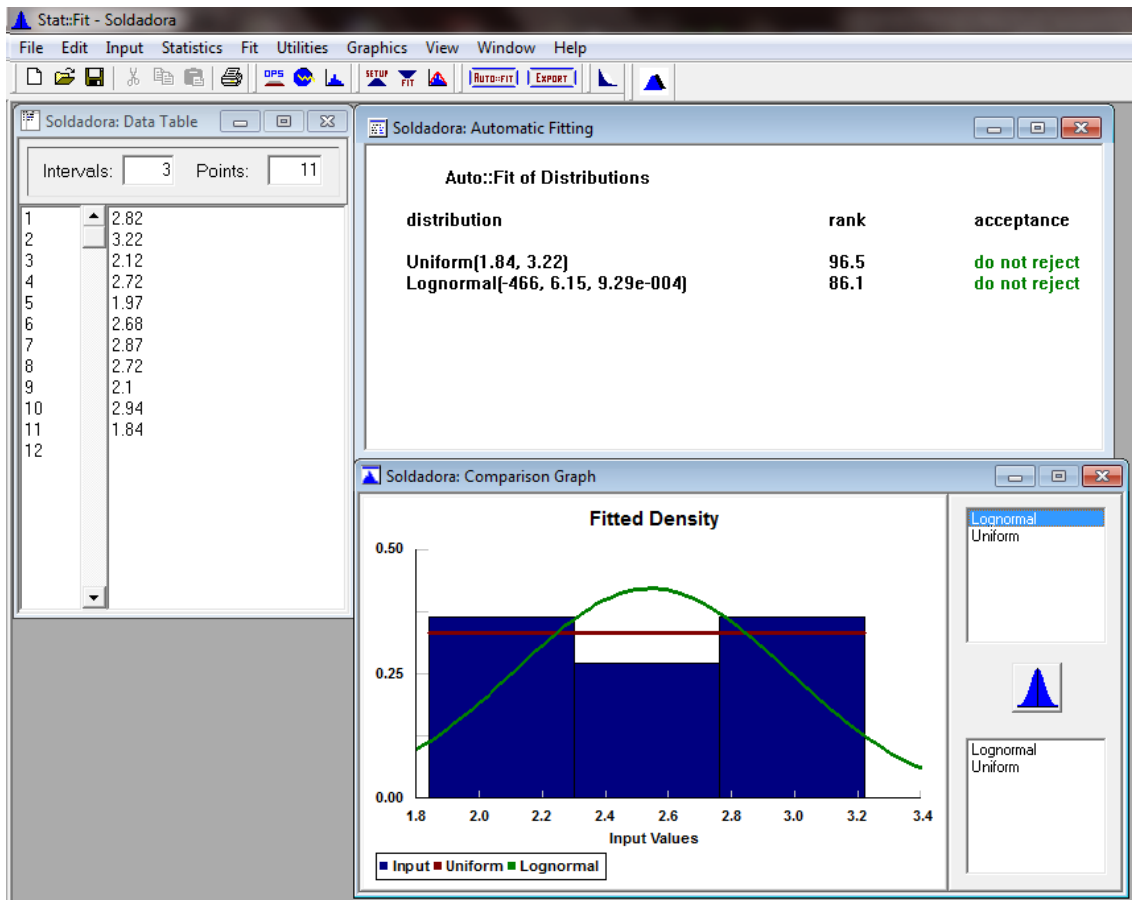 Stat::Fit - Soldadora
File Edit Input Statistics Fit Utilities Graphics View Window Help
OPS SETUP FIT AUTO::FIT EXPORT
Soldadora: Data Table
Intervals: 3 Points: 11
1 2.82
2 3.22
3 2.12
4 2.72
5 1.97
6 2.68
7 2.87
8 2.72
9 2.1
10 2.94
11 1.84
12
Soldadora: Automatic Fitting
Auto::Fit of Distributions
distribution rank acceptance
Uniform(1.84, 3.22) 96.5 do not reject
Lognormal(-466, 6.15, 9.29e-004) 86.1 do not reject
Soldadora: Comparison Graph
Fitted Density
0.50
0.25
0.00
1.8 2.0 2.2 2.4 2.6 2.8 3.0 3.2 3.4
Input Values
Input Uniform Lognormal
Lognormal
Uniform
Lognormal
Uniform